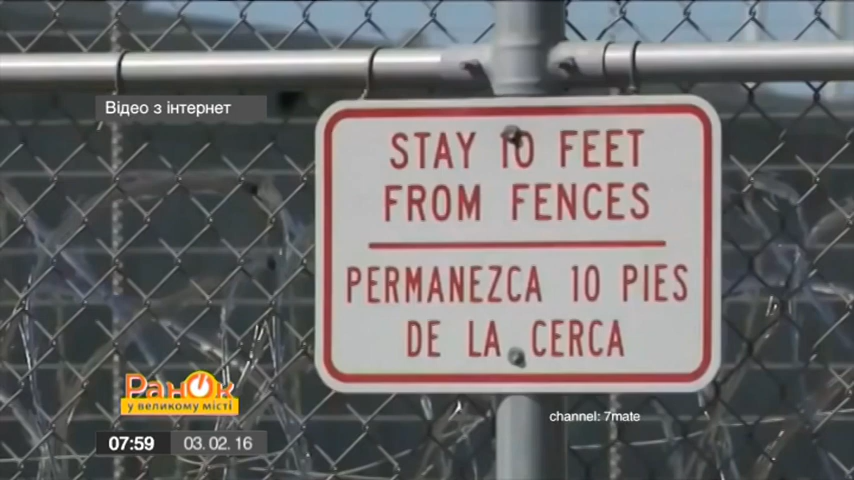 Відео з інтернет
STAY 10 FEET
FROM FENCES
PERMANEZCA 10 PIES
DE LA CERCA
РанОк
у великому місті
channel: 7mate
07:59 03. 02. 16